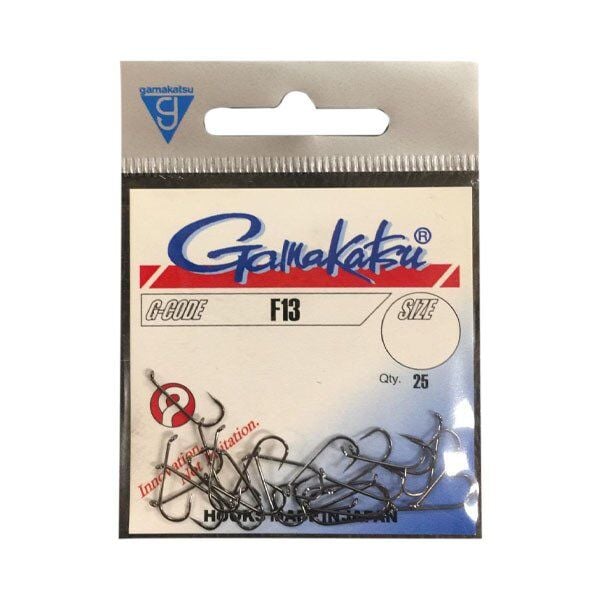 gamakatsu
g
Gamakatsu®
G-CODE F13 SIZE
Qty. 25
Innovation.
Not Imitation.
HOOKS MADE IN JAPAN